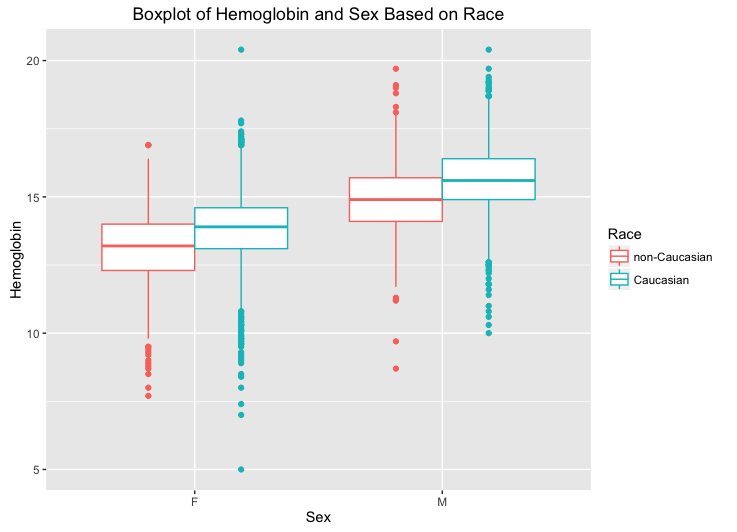 Boxplot of Hemoglobin and Sex Based on Race
20
15
10
5
Hemoglobin
F
M
Sex
Race
non-Caucasian
Caucasian